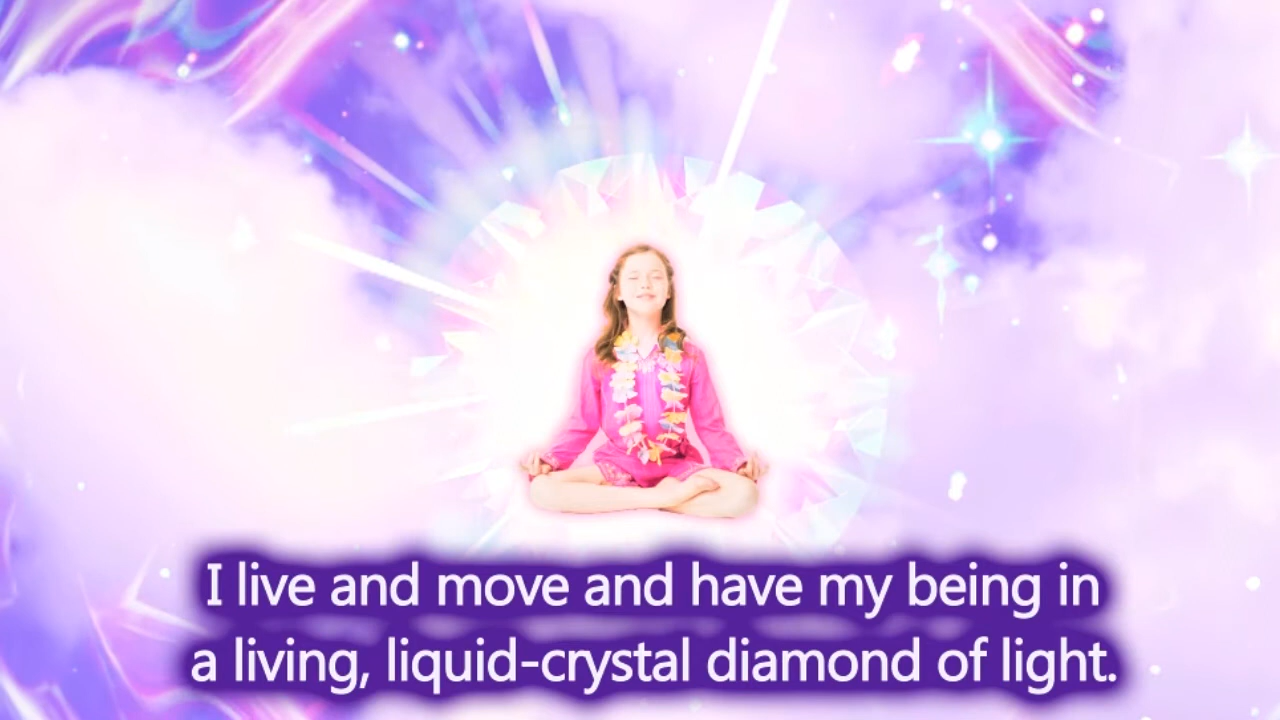 I live and move and have my being in
a living, liquid-crystal diamond of light.